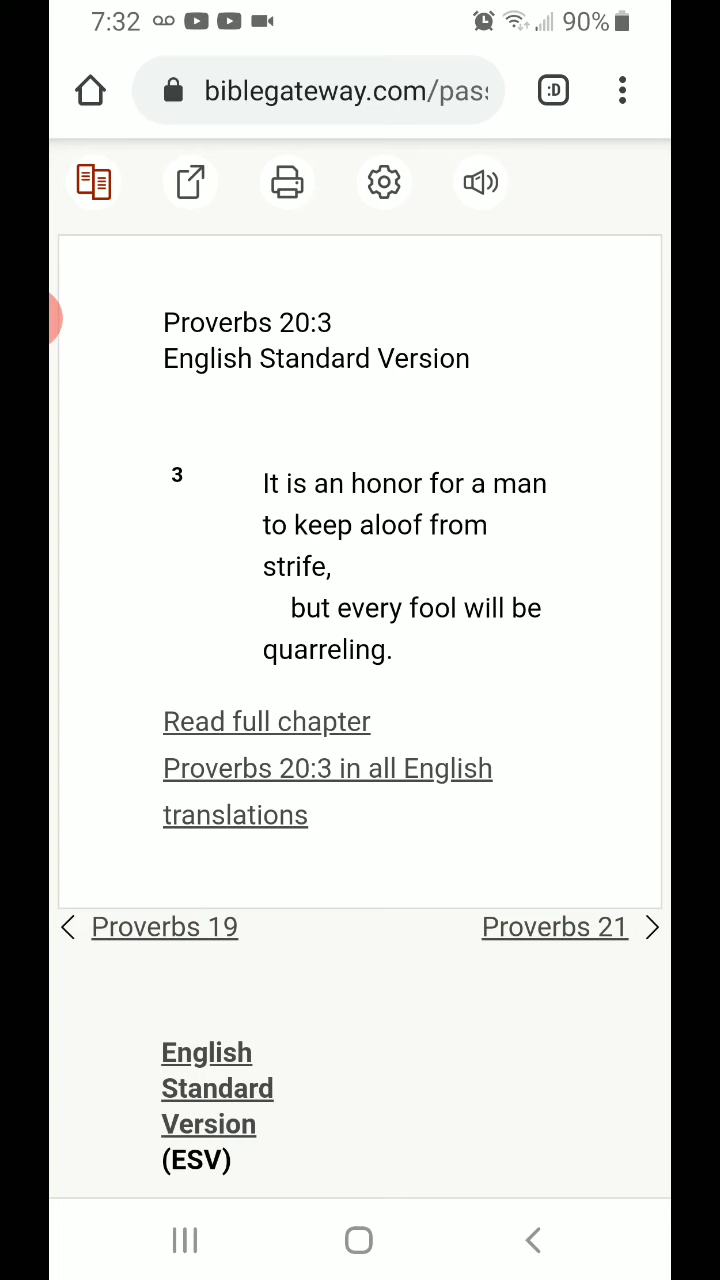 7:32 90%
biblegateway.com/pass
:D
Proverbs 20:3
English Standard Version
3 It is an honor for a man
to keep aloof from
strife,
but every fool will be
quarreling.
Read full chapter
Proverbs 20:3 in all English
translations
Proverbs 19 Proverbs 21
English
Standard
Version
(ESV)